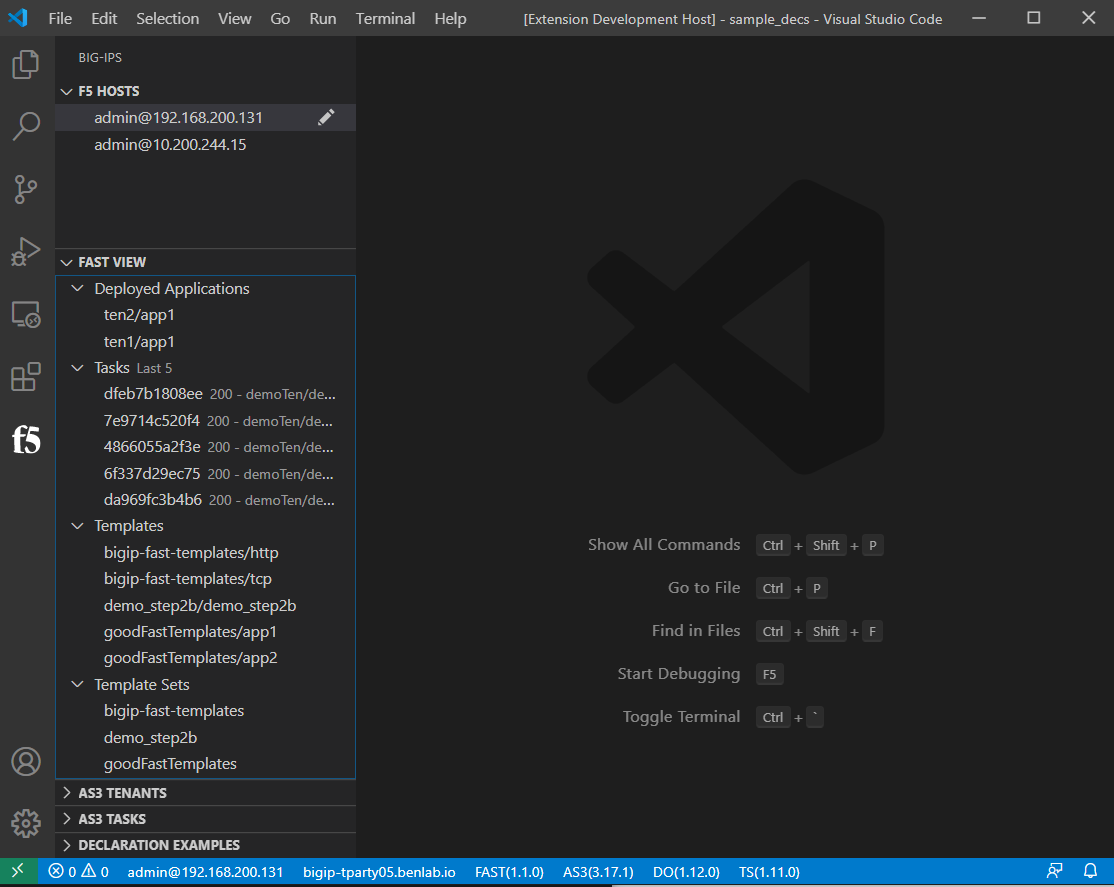 File Edit Selection View Go Run Terminal Help [Extension Development Host] - sample_decs - Visual Studio Code
BIG-IPS
F5 HOSTS
admin@192.168.200.131
admin@10.200.244.15
FAST VIEW
Deployed Applications
ten2/app1
ten1/app1
Tasks Last 5
dfeb7b1808ee 200 - demoTen/de...
7e9714c520f4 200 - demoTen/de...
4866055a2f3e 200 - demoTen/de...
6f337d29ec75 200 - demoTen/de...
da969fc3b4b6 200 - demoTen/de...
Templates
bigip-fast-templates/http
bigip-fast-templates/tcp
demo_step2b/demo_step2b
goodFastTemplates/app1
goodFastTemplates/app2
Template Sets
bigip-fast-templates
demo_step2b
goodFastTemplates
AS3 TENANTS
AS3 TASKS
DECLARATION EXAMPLES
f5
Show All Commands Ctrl + Shift + P
Go to File Ctrl + P
Find in Files Ctrl + Shift + F
Start Debugging F5
Toggle Terminal Ctrl + `
0 0 admin@192.168.200.131 bigip-tparty05.benlab.io FAST(1.1.0) AS3(3.17.1) DO(1.12.0) TS(1.11.0)